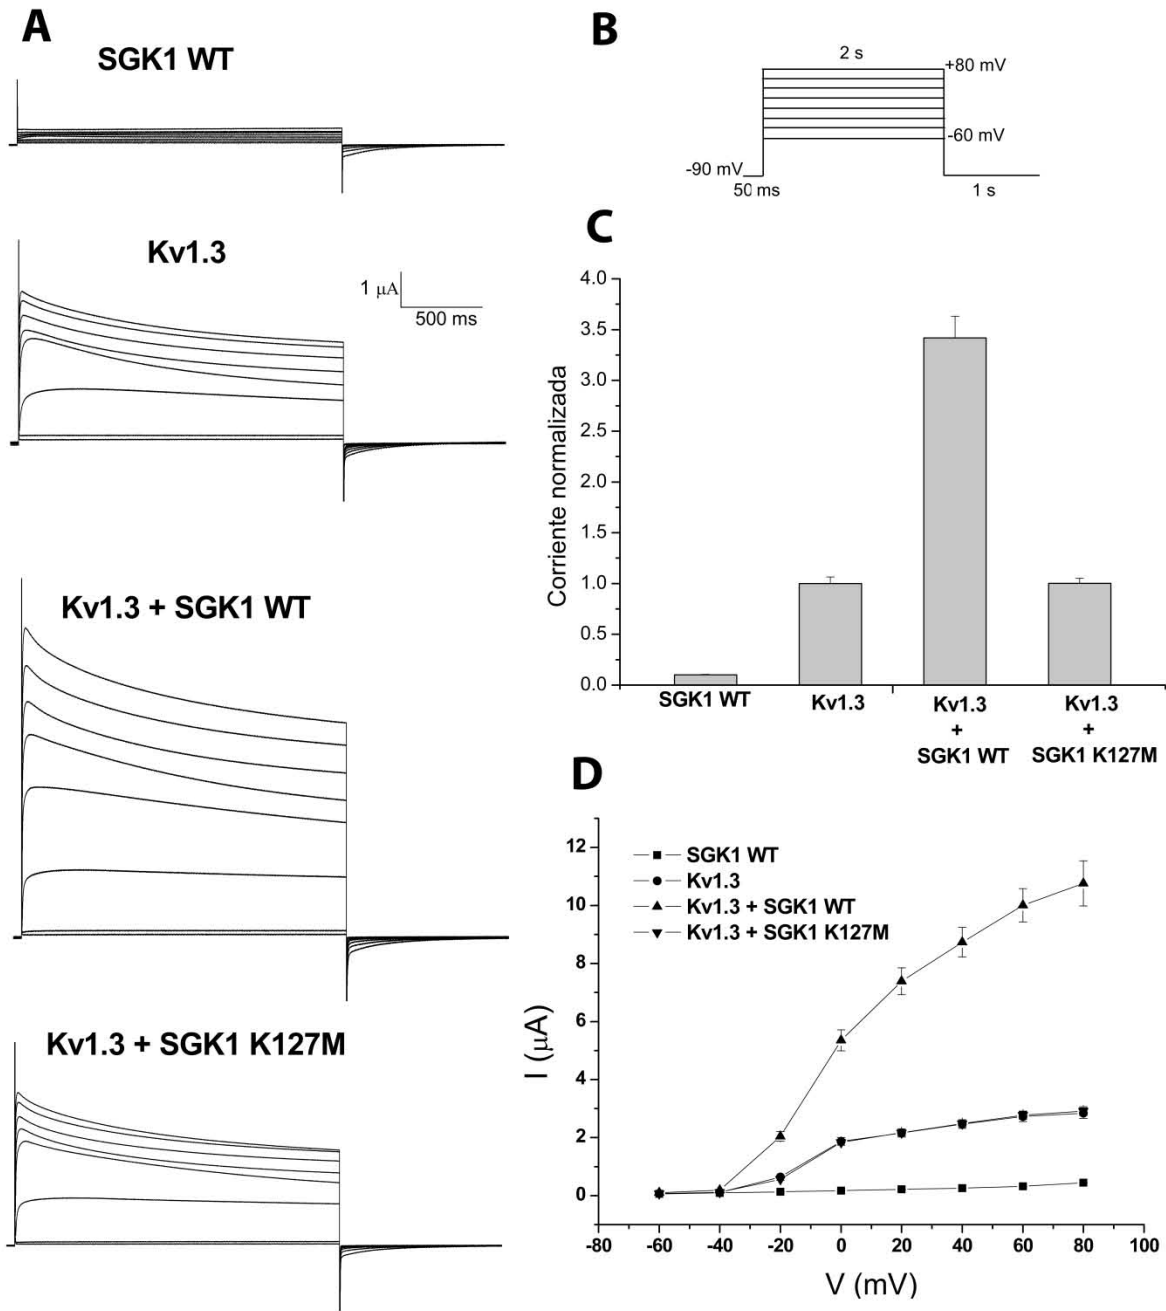 A
SGK1 WT
Kv1.3
1 μA
500 ms
Kv1.3 + SGK1 WT
Kv1.3 + SGK1 K127M
B
2 s
+80 mV
-60 mV
-90 mV
50 ms
1 s
C
Corriente normalizada
4.0
3.5
3.0
2.5
2.0
1.5
1.0
0.5
0.0
SGK1 WT
Kv1.3
Kv1.3
+
SGK1 WT
Kv1.3
+
SGK1 K127M
D
SGK1 WT
Kv1.3
Kv1.3 + SGK1 WT
Kv1.3 + SGK1 K127M
I (μA)
12
10
8
6
4
2
0
-80 -60 -40 -20 0 20 40 60 80 100
V (mV)